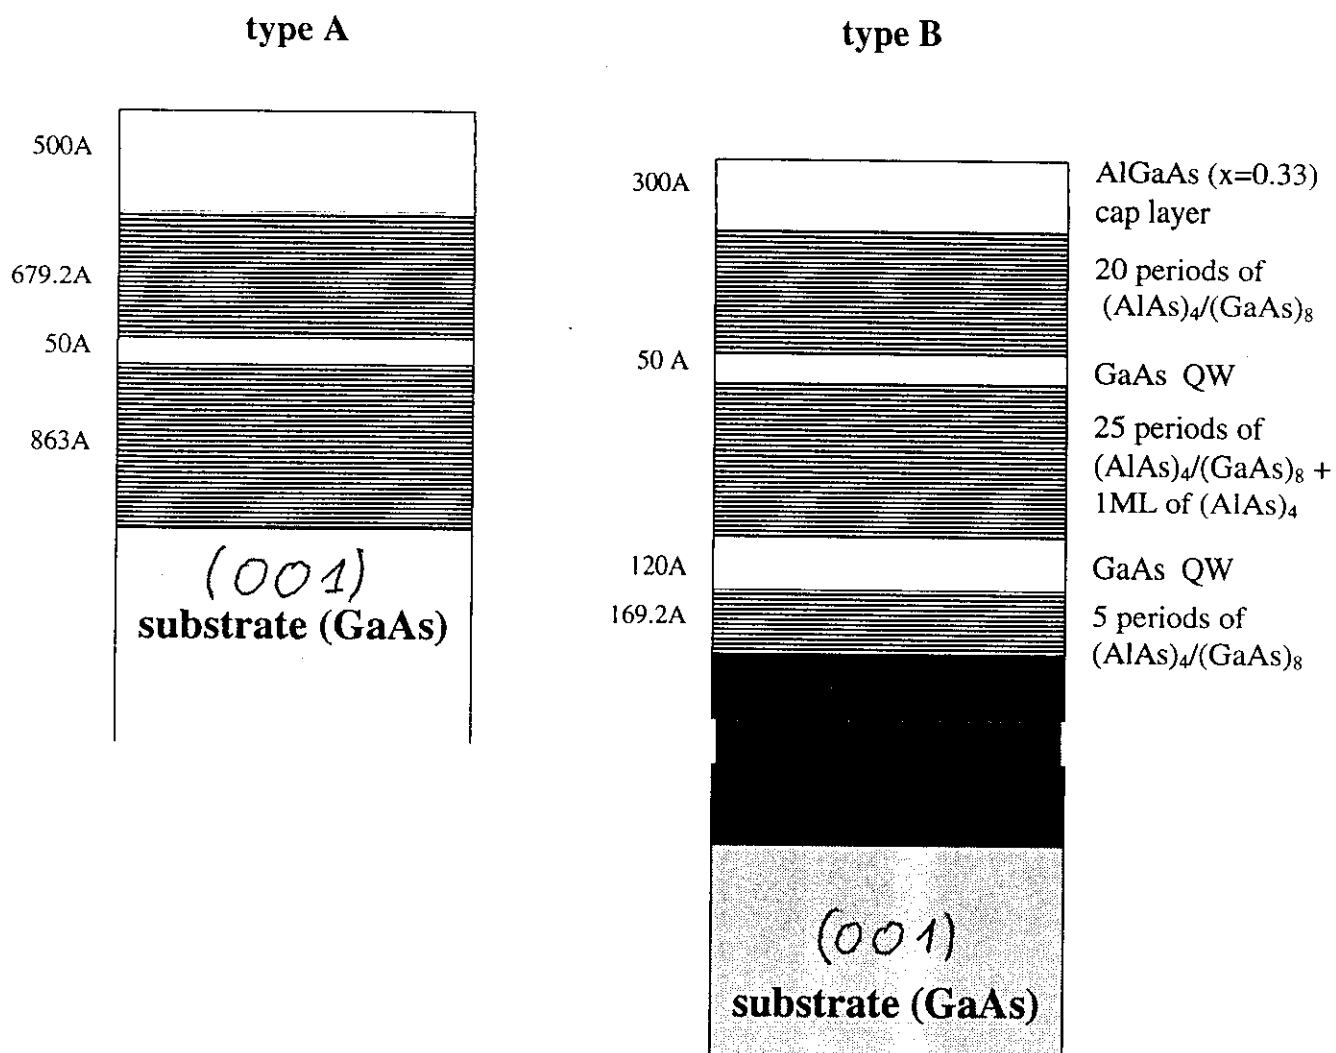 type A
500A
679.2A
50A
863A
(001)
substrate (GaAs)
type B
300A
AlGaAs (x=0.33)
cap layer
20 periods of
(AlAs)₄/(GaAs)₈
50 A
GaAs QW
25 periods of
(AlAs)₄/(GaAs)₈ +
1ML of (AlAs)₄
120A
GaAs QW
169.2A
5 periods of
(AlAs)₄/(GaAs)₈
(001)
substrate (GaAs)